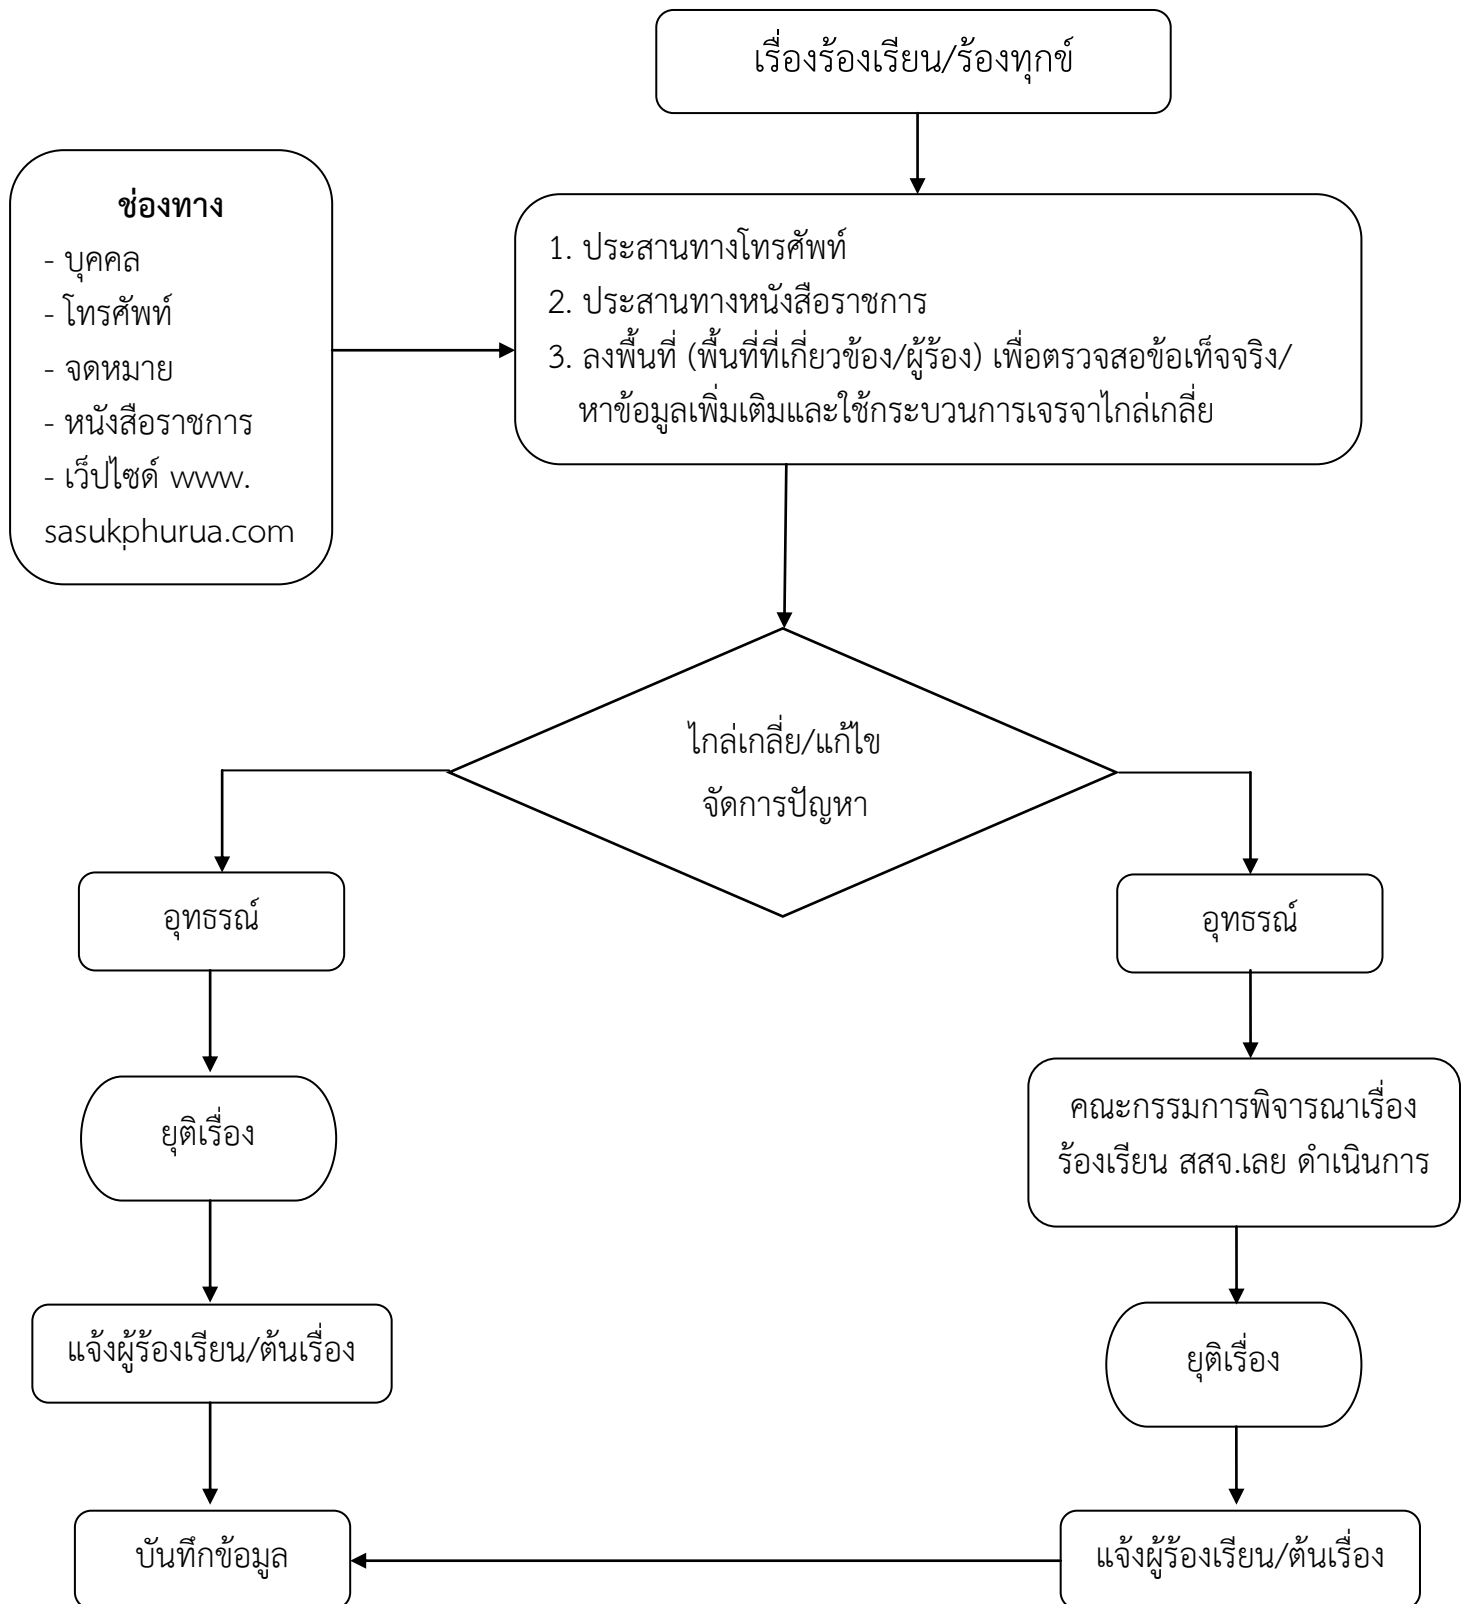 เรื่องร้องเรียน/ร้องทุกข์
ช่องทาง
- บุคคล
- โทรศัพท์
- จดหมาย
- หนังสือราชการ
- เว็ปไซด์ www.
sasukphurua.com
1. ประสานทางโทรศัพท์
2. ประสานทางหนังสือราชการ
3. ลงพื้นที่ (พื้นที่ที่เกี่ยวข้อง/ผู้ร้อง) เพื่อตรวจสอข้อเท็จจริง/
หาข้อมูลเพิ่มเติมและใช้กระบวนการเจรจาไกล่เกลี่ย
ไกล่เกลี่ย/แก้ไข
จัดการปัญหา
อุทธรณ์
ยุติเรื่อง
แจ้งผู้ร้องเรียน/ต้นเรื่อง
บันทึกข้อมูล
อุทธรณ์
คณะกรรมการพิจารณาเรื่อง
ร้องเรียน สสจ.เลย ดำเนินการ
ยุติเรื่อง
แจ้งผู้ร้องเรียน/ต้นเรื่อง